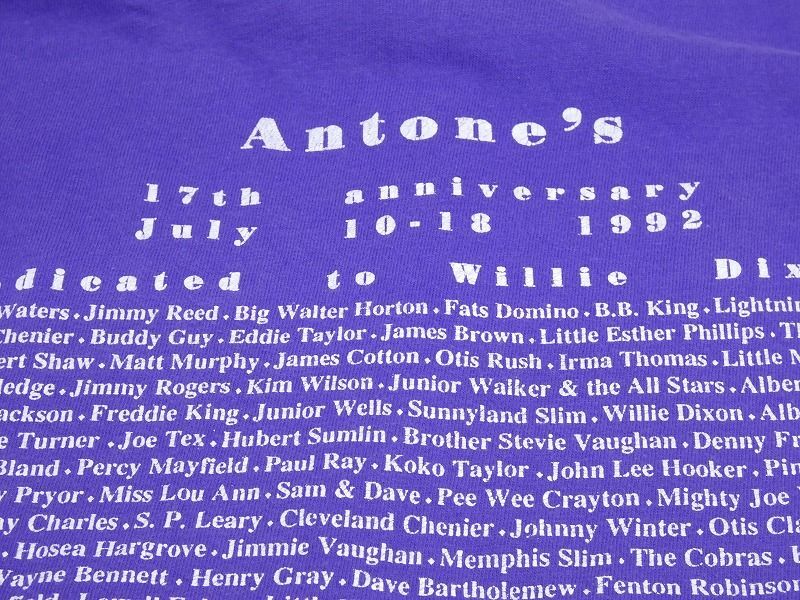 Antone's
17th anniversary
July 10-18 1992
dicated to Willie Dix
Waters • Jimmy Reed • Big Walter Horton • Fats Domino • B.B. King • Lightnin
Chenier • Buddy Guy • Eddie Taylor • James Brown • Little Esther Phillips • Th
ert Shaw • Matt Murphy • James Cotton • Otis Rush • Irma Thomas • Little M
ledge • Jimmy Rogers • Kim Wilson • Junior Walker & the All Stars • Alber
ackson • Freddie King • Junior Wells • Sunnyland Slim • Willie Dixon • Alb
e Turner • Joe Tex • Hubert Sumlin • Brother Stevie Vaughan • Denny Fr
Bland • Percy Mayfield • Paul Ray • Koko Taylor • John Lee Hooker • Pin
y Pryor • Miss Lou Ann • Sam & Dave • Pee Wee Crayton • Mighty Joe
ny Charles • S. P. Leary • Cleveland Chenier • Johnny Winter • Otis Cla
• Hosea Hargrove • Jimmie Vaughan • Memphis Slim • The Cobras •
Wayne Bennett • Henry Gray • Dave Bartholemew • Fenton Robinson